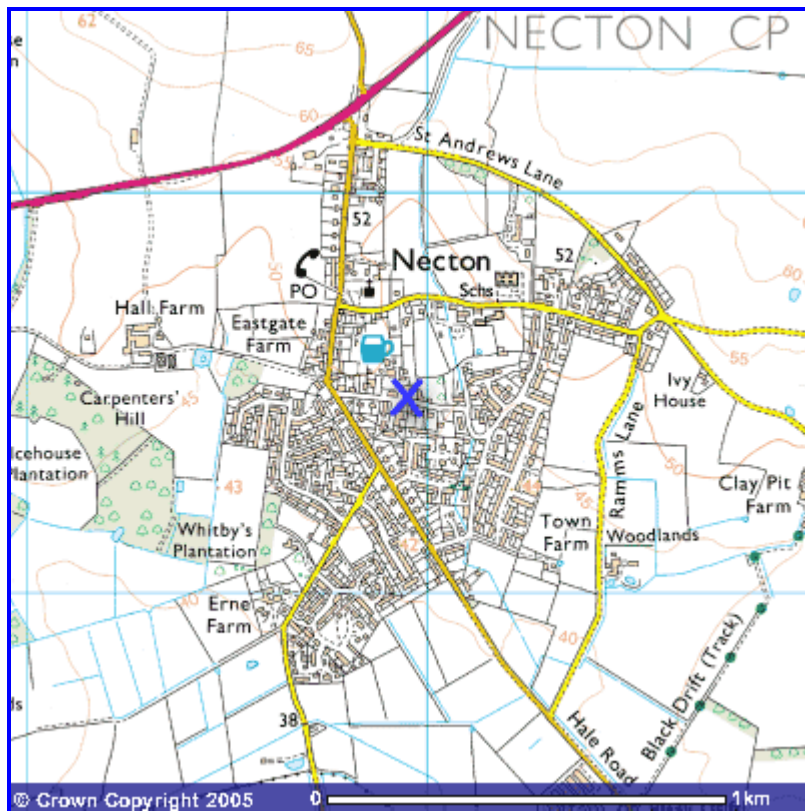 62
65
NECTON CP
60
55
St Andrews Lane
60
52
50
Necton
52
PO
Schs
Hall Farm
Eastgate
Farm
55
Carpenters'
Hill
45
Ivy
House
Icehouse
Plantation
43
44
45
50
Ramms Lane
Clay Pit
Farm
Whitby's
Plantation
42
Town
Farm
Woodlands
40
Erne
Farm
40
Black Drift (Track)
38
Hale Road
© Crown Copyright 2005
0
1km